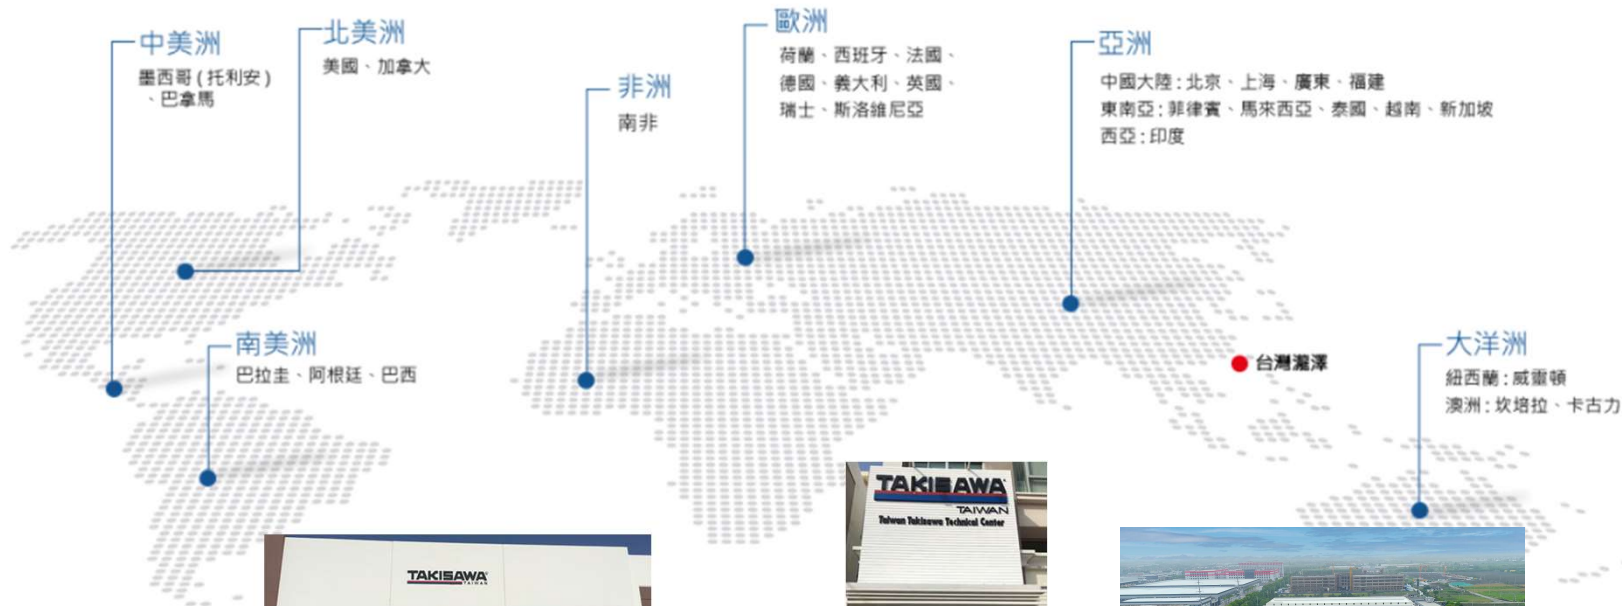 中美洲
墨西哥 ( 托利安 )
、巴拿馬
北美洲
美國、加拿大
非洲
南非
歐洲
荷蘭、西班牙、法國、
德國、義大利、英國、
瑞士、斯洛維尼亞
亞洲
中國大陸 : 北京、上海、廣東、福建
東南亞 : 菲律賓、馬來西亞、泰國、越南、新加坡
西亞 : 印度
南美洲
巴拉圭、阿根廷、巴西
台灣瀧澤
大洋洲
紐西蘭 : 威靈頓
澳洲 : 坎培拉、卡古力
TAKISAWA
TAIWAN
Taiwan Takisawa Technical Center
TAKISAWA
TAIWAN